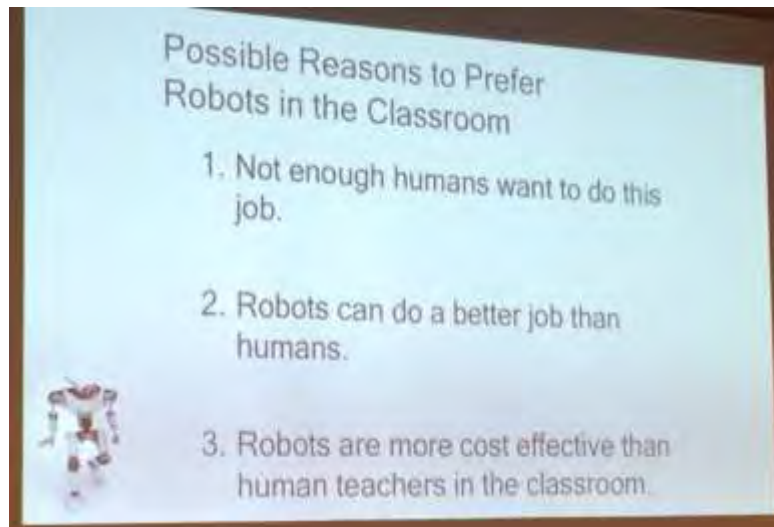 Possible Reasons to Prefer
Robots in the Classroom
1. Not enough humans want to do this
job.
2. Robots can do a better job than
humans.
3. Robots are more cost effective than
human teachers in the classroom.